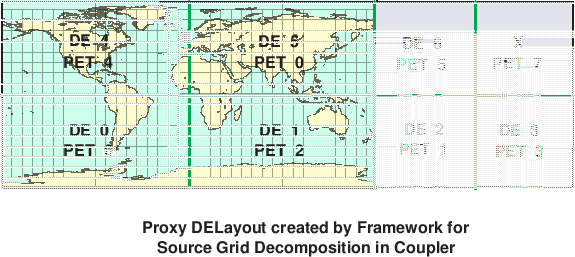 DE 4
DE 5
DE 6
X
PET 4
PET 0
PET 5
PET 7
DE 0
DE 1
DE 2
DE
PET
PET 2
PET 1
PET 3
Proxy DELayout created by Framework for
Source Grid Decomposition in Coupler